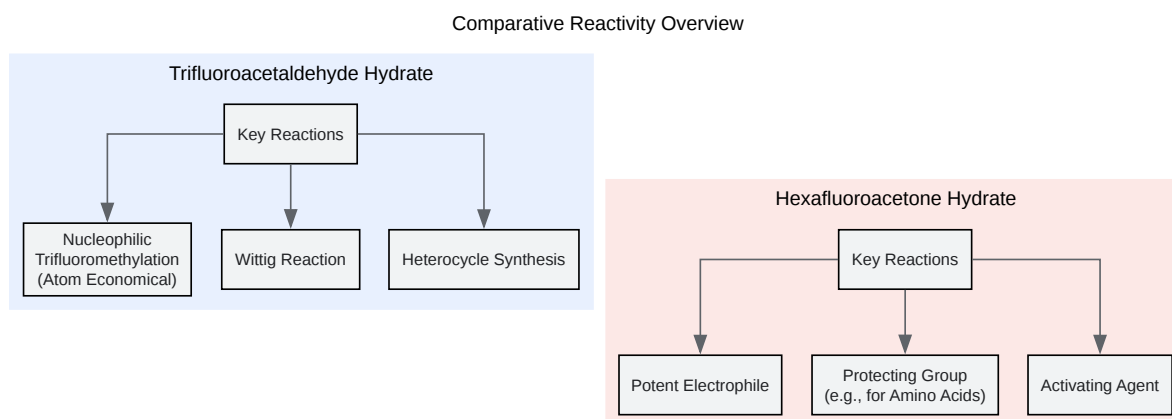 Comparative Reactivity Overview
Trifluoroacetaldehyde Hydrate
Key Reactions
Nucleophilic
Trifluoromethylation
(Atom Economical)
Wittig Reaction
Heterocycle Synthesis
Hexafluoroacetone Hydrate
Key Reactions
Potent Electrophile
Protecting Group
(e.g., for Amino Acids)
Activating Agent